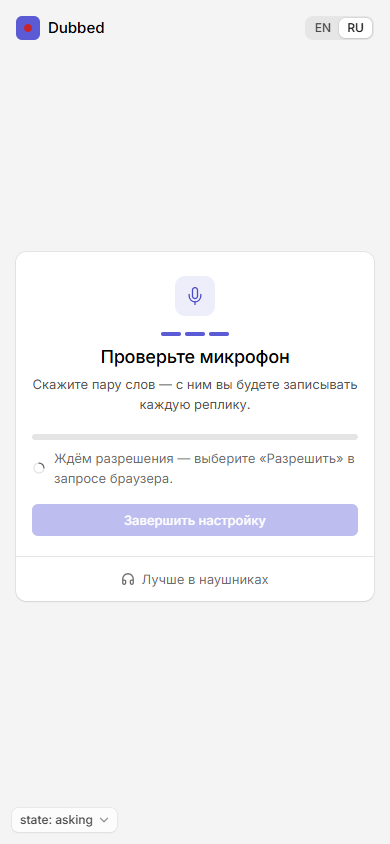 Dubbed
EN
RU
Проверьте микрофон
Скажите пару слов — с ним вы будете записывать
каждую реплику.
Ждём разрешения — выберите «Разрешить» в
запросе браузера.
Завершить настройку
Лучше в наушниках
state: asking